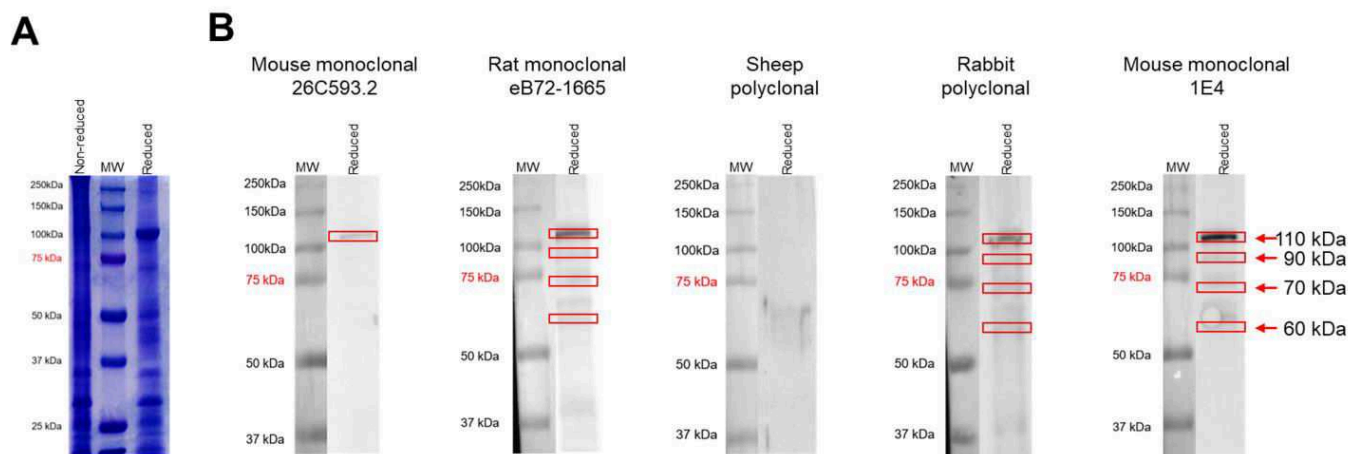 A
B
Non-reduced
MW
Reduced
250kDa
150kDa
100kDa
75 kDa
50 kDa
37 kDa
25 kDa
Mouse monoclonal
26C593.2
MW
Reduced
250kDa
150kDa
100kDa
75 kDa
50 kDa
37 kDa
Rat monoclonal
eB72-1665
MW
Reduced
250kDa
150kDa
100kDa
75 kDa
50 kDa
37 kDa
Sheep
polyclonal
MW
Reduced
250kDa
150kDa
100kDa
75 kDa
50 kDa
37 kDa
Rabbit
polyclonal
MW
Reduced
250kDa
150kDa
100kDa
75 kDa
50 kDa
37 kDa
Mouse monoclonal
1E4
MW
Reduced
250kDa
150kDa
100kDa
75 kDa
50 kDa
37 kDa
110 kDa
90 kDa
70 kDa
60 kDa